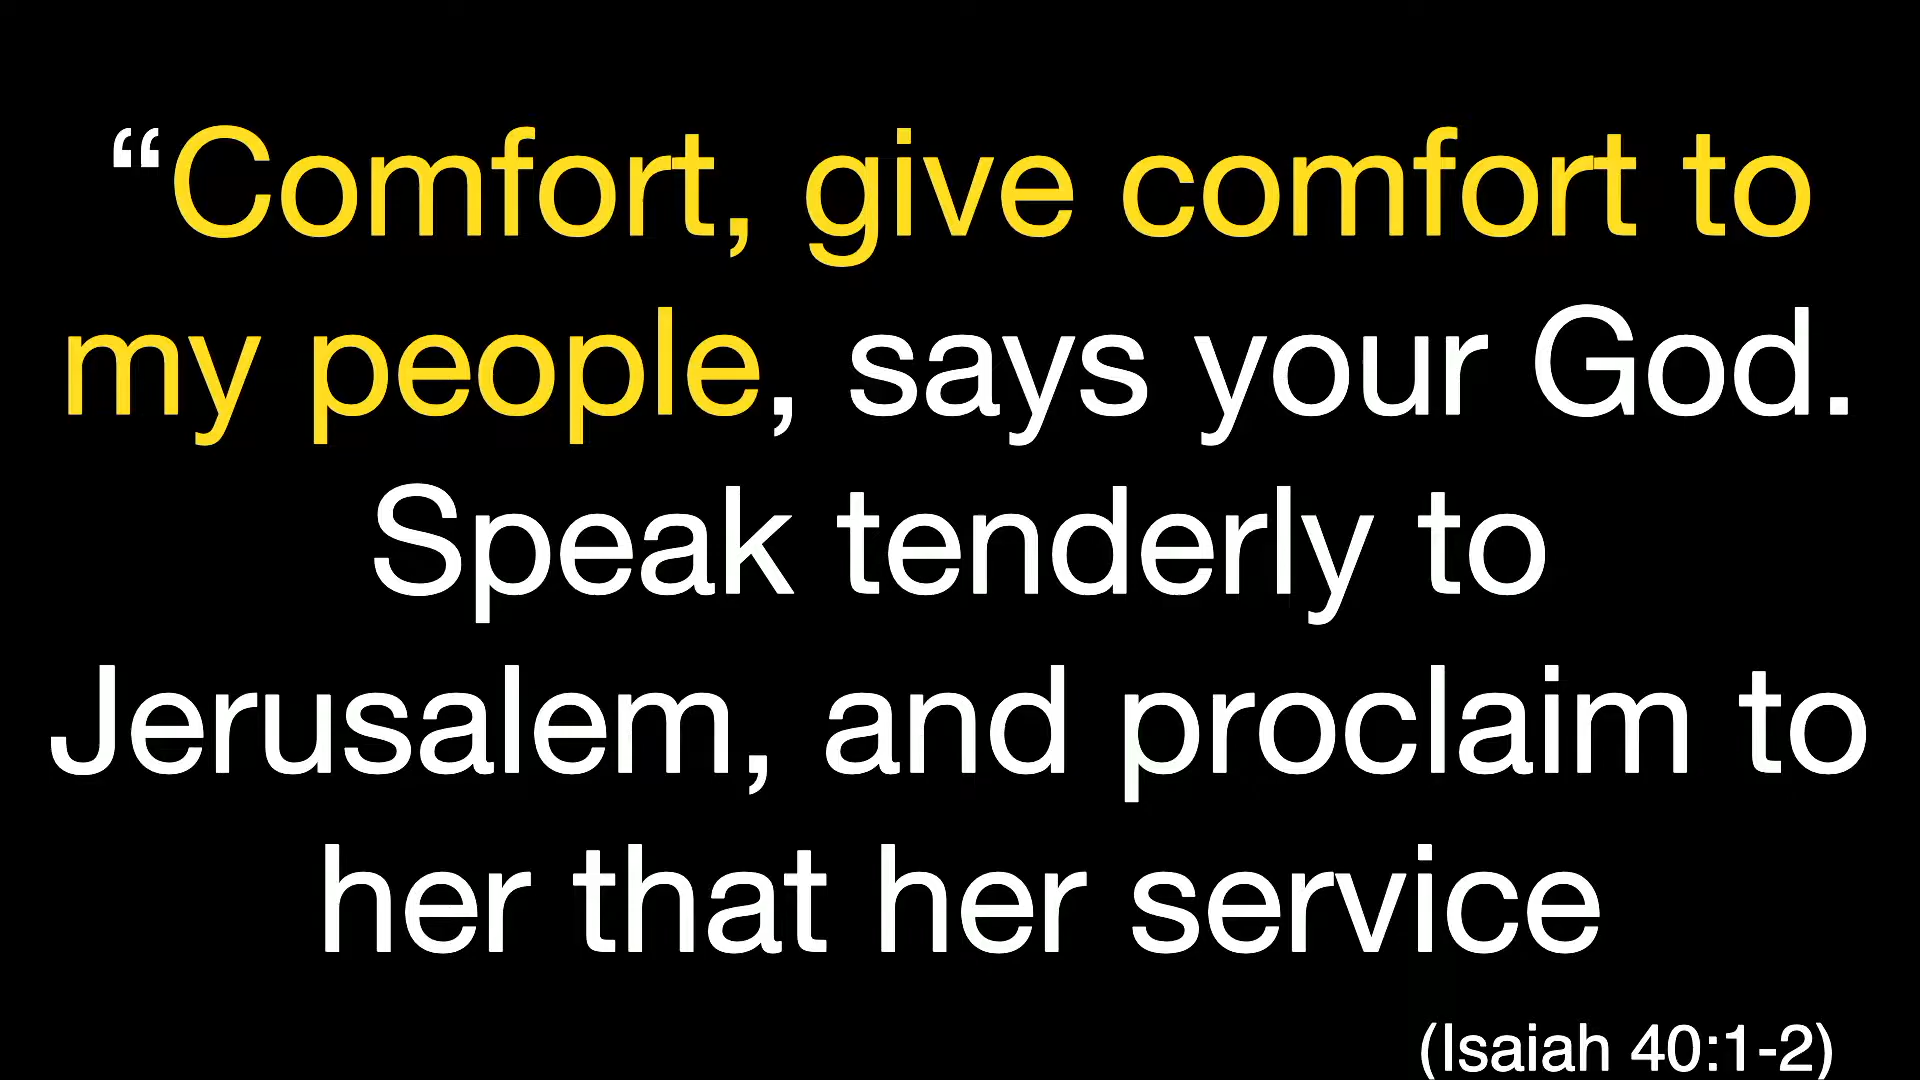 “Comfort, give comfort to
my people, says your God.
Speak tenderly to
Jerusalem, and proclaim to
her that her service
(Isaiah 40:1-2)